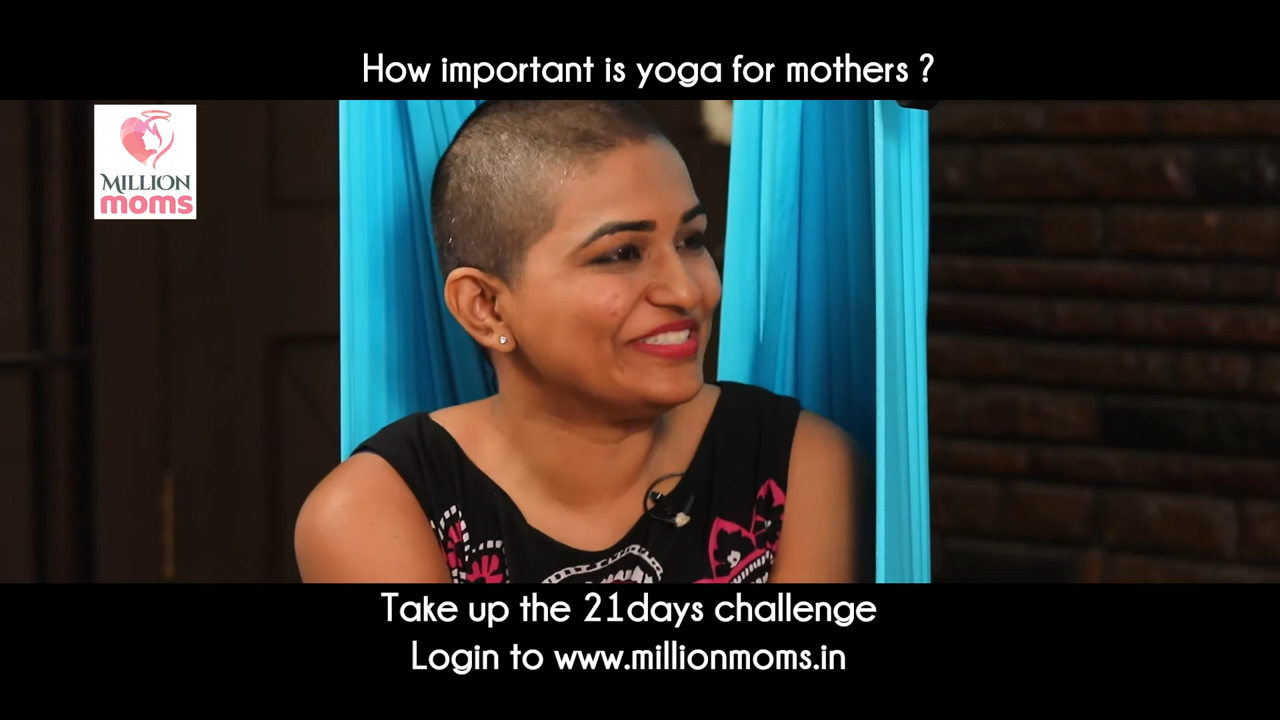 How important is yoga for mothers ?
MILLION
moms
Take up the 21days challenge
Login to www.millionmoms.in